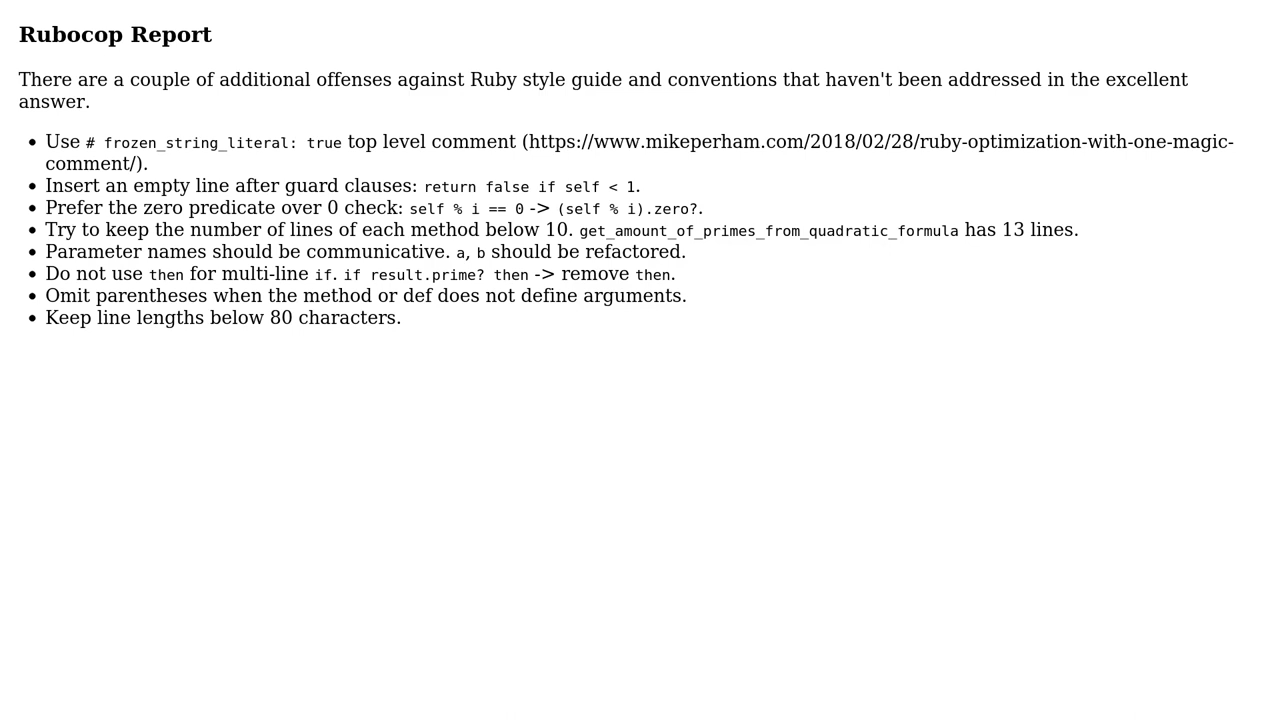 Rubocop Report
There are a couple of additional offenses against Ruby style guide and conventions that haven't been addressed in the excellent
answer.
• Use # frozen_string_literal: true top level comment (https://www.mikeperham.com/2018/02/28/ruby-optimization-with-one-magic-
comment/).
• Insert an empty line after guard clauses: return false if self < 1.
• Prefer the zero predicate over 0 check: self % i == 0 -> (self % i).zero?.
• Try to keep the number of lines of each method below 10. get_amount_of_primes_from_quadratic_formula has 13 lines.
• Parameter names should be communicative. a, b should be refactored.
• Do not use then for multi-line if. if result.prime? then -> remove then.
• Omit parentheses when the method or def does not define arguments.
• Keep line lengths below 80 characters.